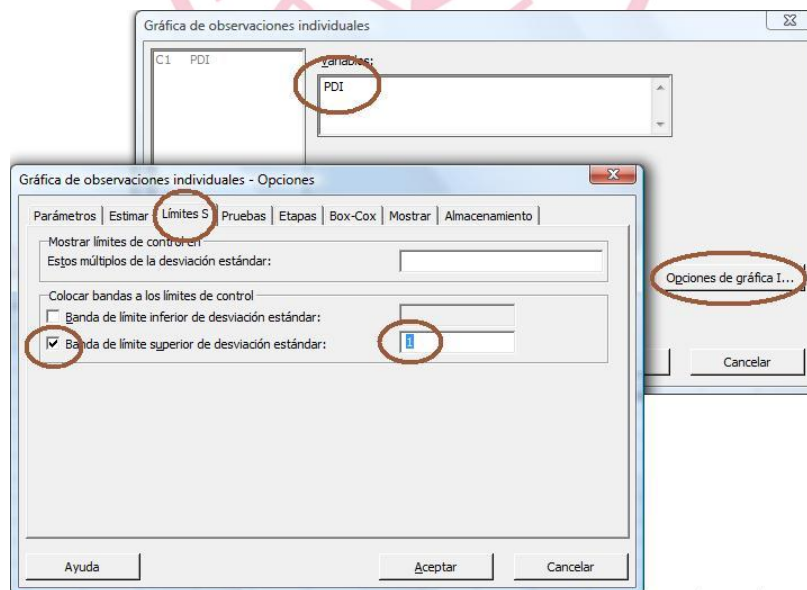 Gráfica de observaciones individuales
C1 PDI
Variables:
PDI
Opciones de gráfica I...
Cancelar
Gráfica de observaciones individuales - Opciones
Parámetros Estimar Límites S Pruebas Etapas Box-Cox Mostrar Almacenamiento
Mostrar límites de control en
Estos múltiplos de la desviación estándar:
Colocar bandas a los límites de control
Banda de límite inferior de desviación estándar:
Banda de límite superior de desviación estándar:
1
Ayuda
Aceptar
Cancelar